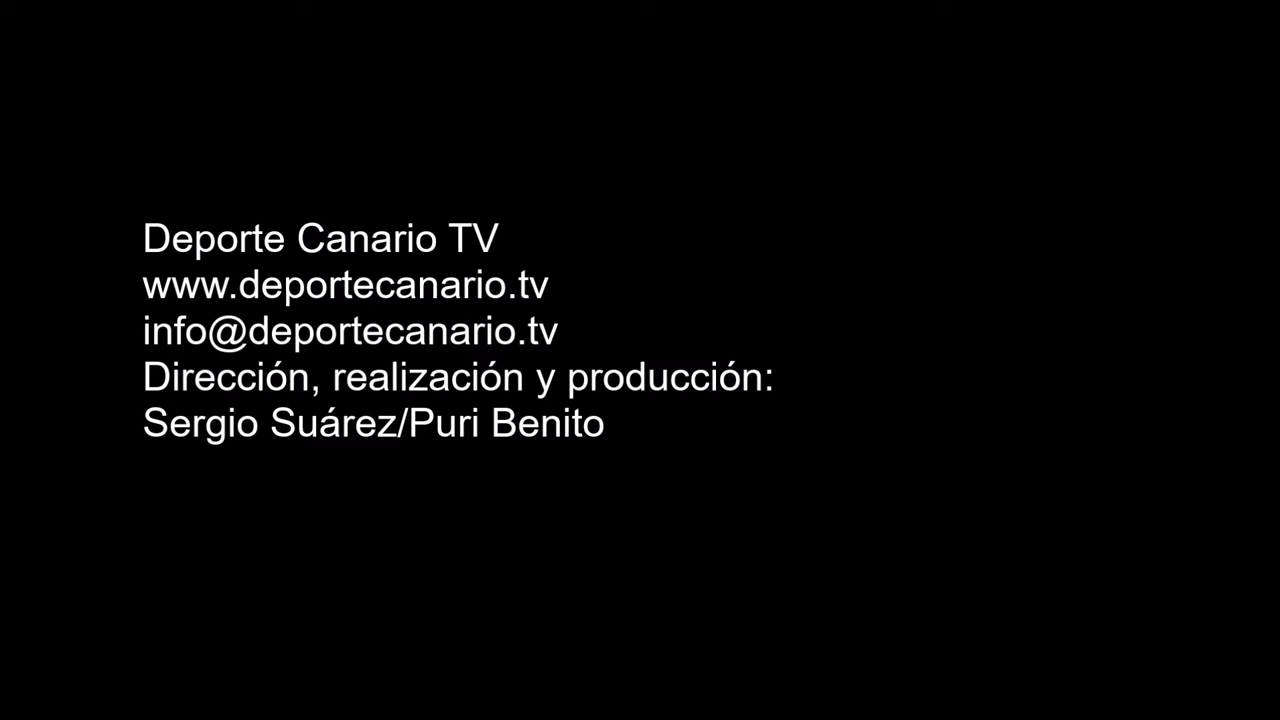 Deporte Canario TV
www.deportecanario.tv
info@deportecanario.tv
Dirección, realización y producción:
Sergio Suárez/Puri Benito